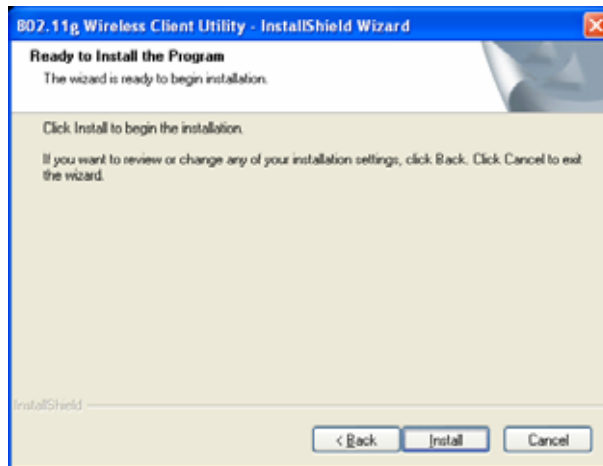 802.11g Wireless Client Utility - InstallShield Wizard
Ready to Install the Program
The wizard is ready to begin installation.
Click Install to begin the installation.
If you want to review or change any of your installation settings, click Back. Click Cancel to exit
the wizard.
InstallShield
< Back Install Cancel